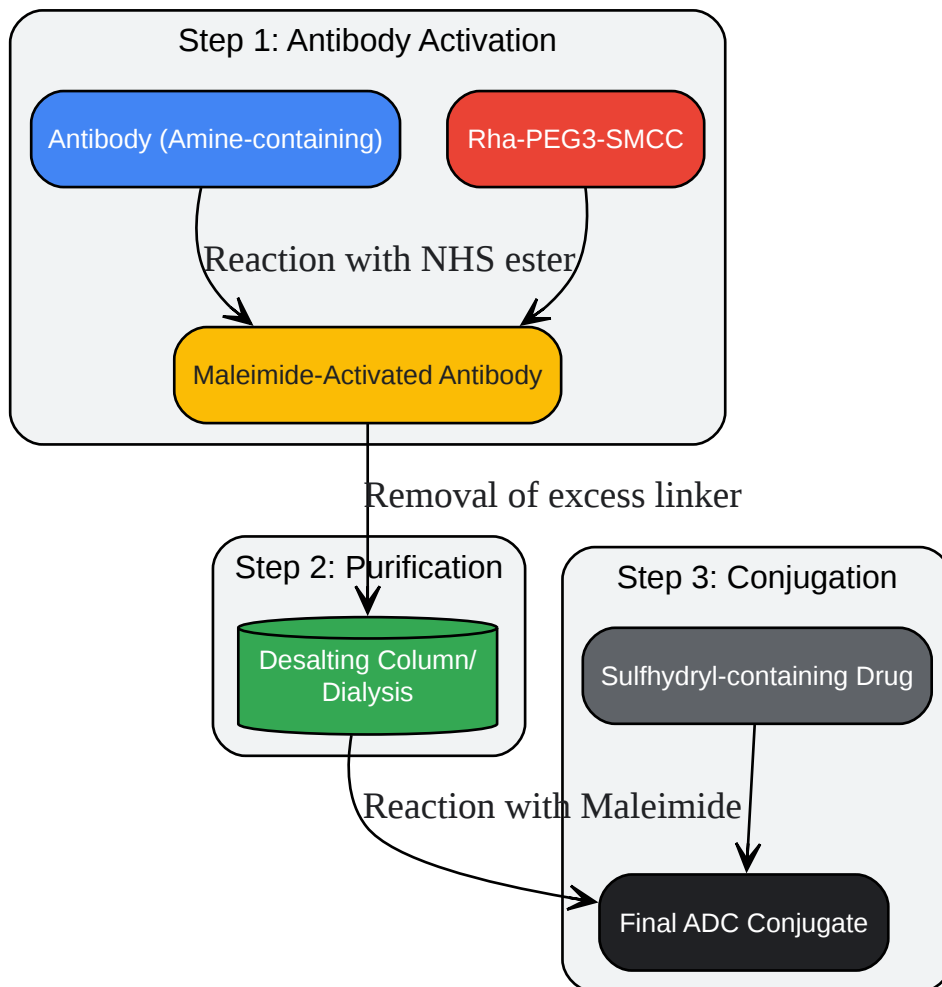 Step 1: Antibody Activation
Antibody (Amine-containing)
Rha-PEG3-SMCC
Reaction with NHS ester
Maleimide-Activated Antibody
Removal of excess linker
Step 2: Purification
Desalting Column/
Dialysis
Step 3: Conjugation
Sulfhydryl-containing Drug
Reaction with Maleimide
Final ADC Conjugate